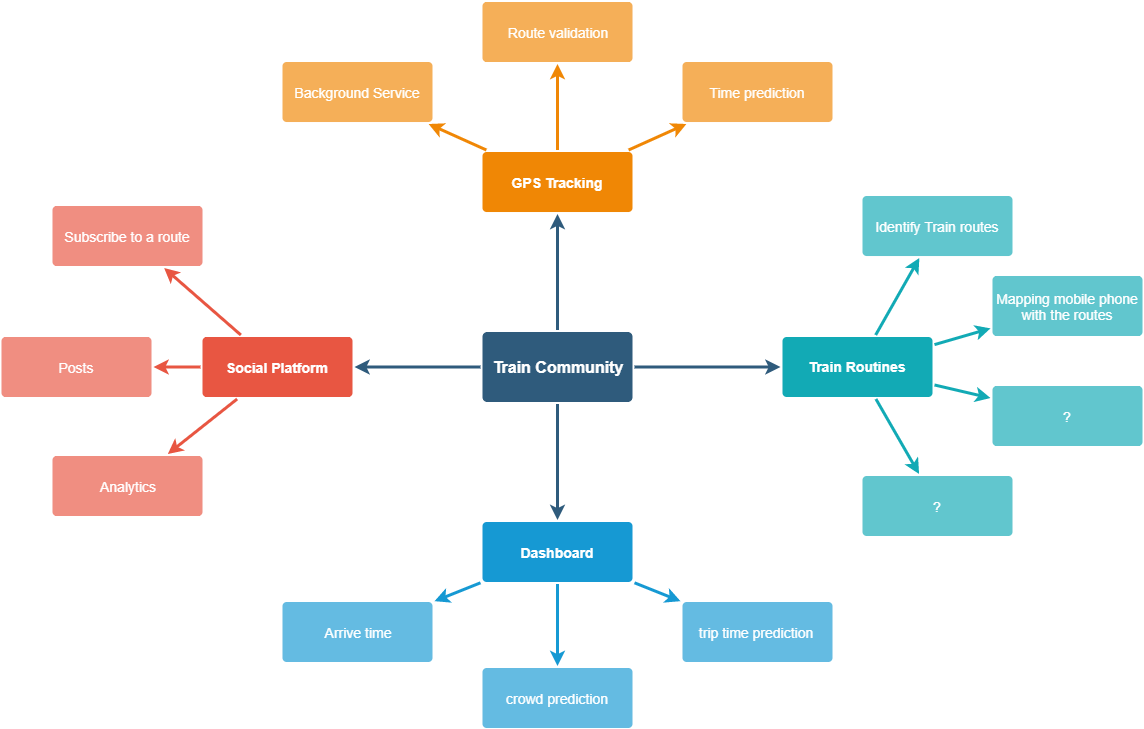 Route validation
Background Service
Time prediction
GPS Tracking
Subscribe to a route
Identify Train routes
Mapping mobile phone
with the routes
Posts
Social Platform
Train Community
Train Routines
?
Analytics
?
Dashboard
Arrive time
trip time prediction
crowd prediction